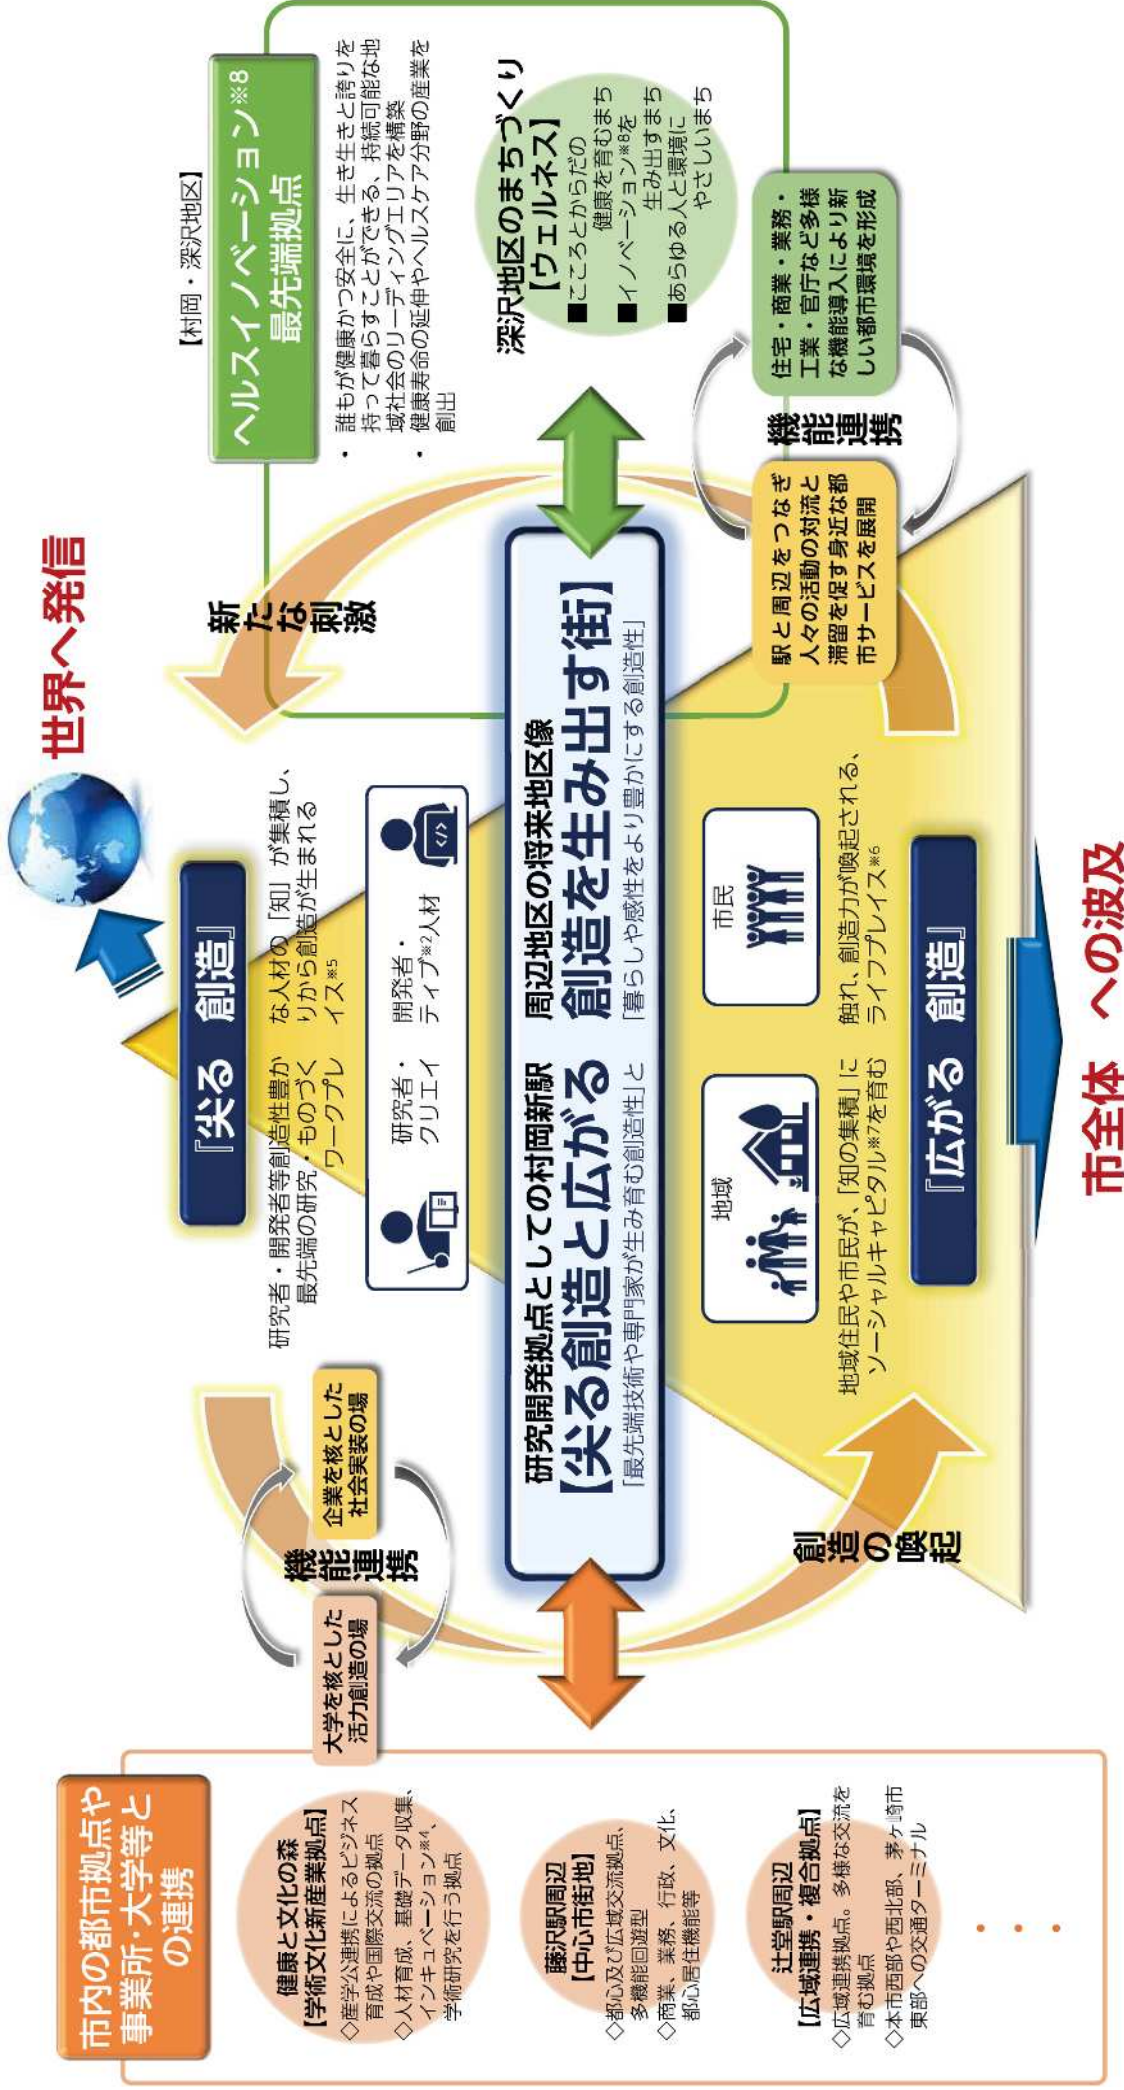 市内の都市拠点や
事業所・大学等と
の連携
健康と文化の森
【学術文化新産業拠点】
◇産学公連携によるビジネス
育成や国際交流の拠点
◇人材育成、基礎データ収集、
インキュベーション※4、
学術研究を行う拠点
藤沢駅周辺
【中心市街地】
◇都心及び広域交流拠点、
多機能回遊型
◇商業、業務、行政、文化、
都心居住機能等
辻堂駅周辺
【広域連携・複合拠点】
◇広域連携拠点。多様な交流を
育む拠点
◇本市西部や西北部、茅ヶ崎市
東部への交通ターミナル
・・・
大学を核とした
活力創造の場
機能連携
企業を核とした
社会実装の場
世界へ発信
『尖る 創造』
研究者・開発者等創造性豊か な人材の「知」が集積し、
最先端の研究・ものづく りから創造が生まれる
ワークプレ イス※5
研究者・ 開発者・
クリエイ ティブ※2人材
新たな刺激
研究開発拠点としての村岡新駅 周辺地区の将来地区像
【尖る創造と広がる 創造を生み出す街】
「最先端技術や専門家が生み育む創造性」と 「暮らしや感性をより豊かにする創造性」
地域
市民
地域住民や市民が、「知の集積」に 触れ、創造力が喚起される、
ソーシャルキャピタル※7を育む ライフプレイス※6
『広がる 創造』
創造の喚起
市全体 への波及
【村岡・深沢地区】
ヘルスイノベーション※8
最先端拠点
・ 誰もが健康かつ安全に、生き生きと誇りを
持って暮らすことができる、持続可能な地
域社会のリーディングエリアを構築
・ 健康寿命の延伸やヘルスケア分野の産業を
創出
深沢地区のまちづくり
【ウェルネス】
■こころとからだの
健康を育むまち
■イノベーション※8を
生み出すまち
■あらゆる人と環境に
やさしいまち
駅と周辺をつなぎ
人々の活動の対流と
滞留を促す身近な都
市サービスを展開
機能連携
住宅・商業・業務・
工業・官庁など多様
な機能導入により新
しい都市環境を形成